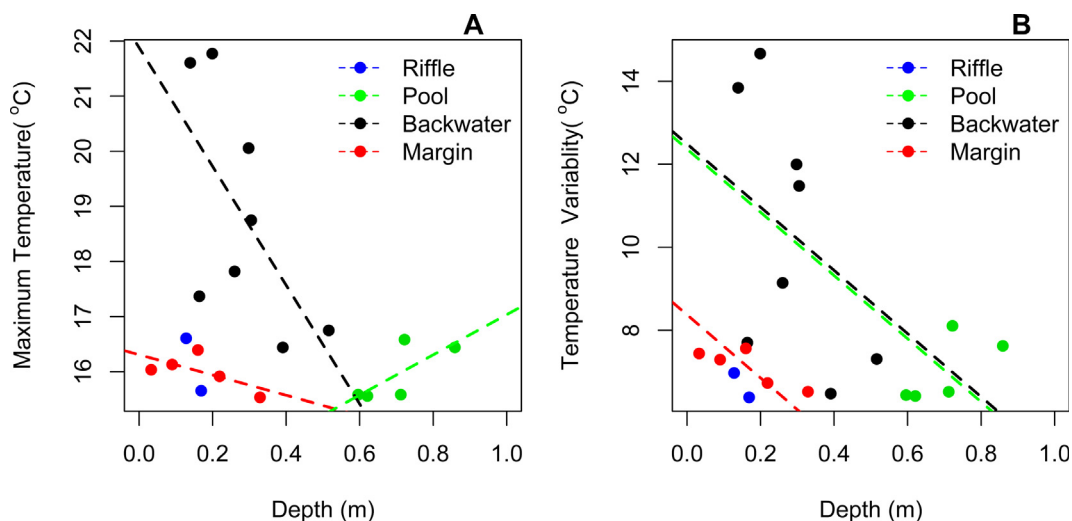 A
Maximum Temperature( °C)
22
21
20
19
18
17
16
15
0.0 0.2 0.4 0.6 0.8 1.0
Depth (m)
Riffle
Pool
Backwater
Margin
B
Temperature Variablity( °C)
14
12
10
8
0.0 0.2 0.4 0.6 0.8 1.0
Depth (m)
Riffle
Pool
Backwater
Margin